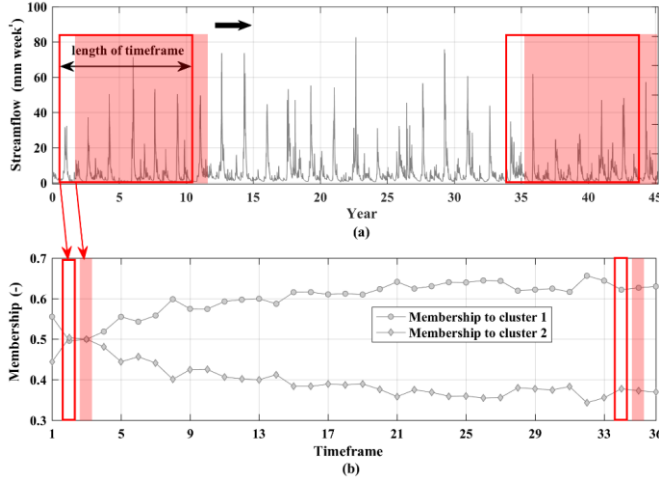 100
80
60
40
20
0
Streamflow (mm week¹)
length of timeframe
0 5 10 15 20 25 30 35 40 45
Year
(a)
0.7
0.6
0.5
0.4
0.3
Membership (-)
Membership to cluster 1
Membership to cluster 2
1 5 9 13 17 21 25 29 33 36
Timeframe
(b)